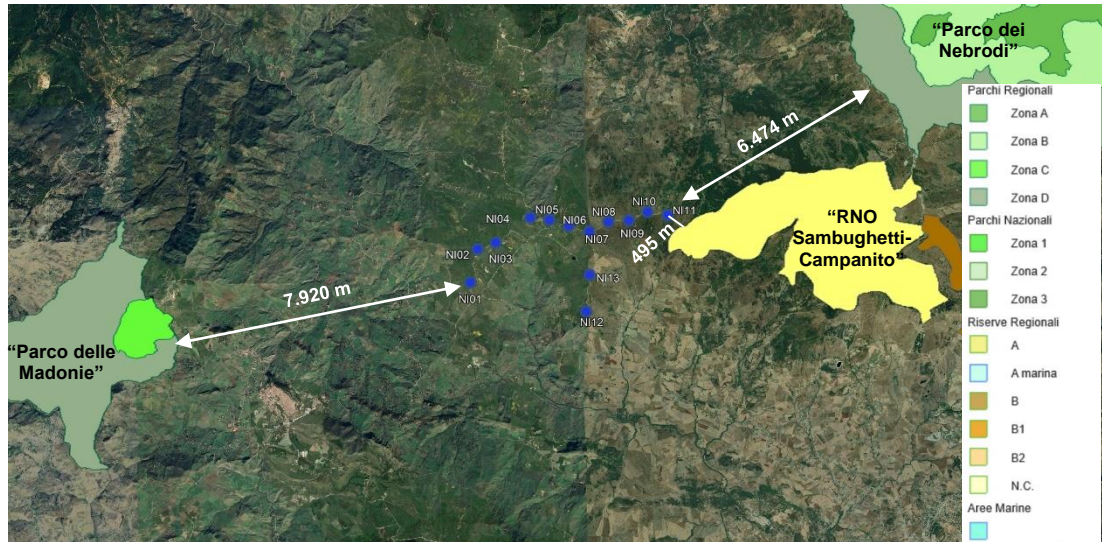 “Parco dei
Nebrodi”
6.474 m
NI04
NI05
NI06
NI08
NI10
NI11
NI07
NI09
495 m
NI02
NI03
NI13
NI01
NI12
7.920 m
“RNO
Sambughetti-
Campanito”
“Parco delle
Madonie”
Parchi Regionali
Zona A
Zona B
Zona C
Zona D
Parchi Nazionali
Zona 1
Zona 2
Zona 3
Riserve Regionali
A
A marina
B
B1
B2
N.C.
Aree Marine